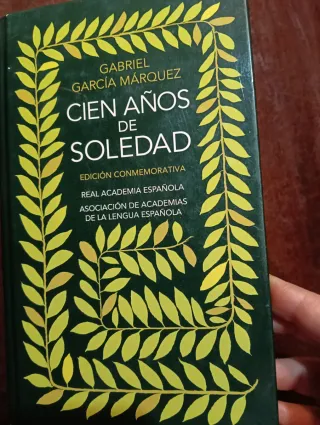 GABRIEL
GARCÍA MÁRQUEZ
CIEN AÑOS
DE
SOLEDAD
EDICIÓN CONMEMORATIVA
REAL ACADEMIA ESPAÑOLA
ASOCIACIÓN DE ACADEMIAS
DE LA LENGUA ESPAÑOLA